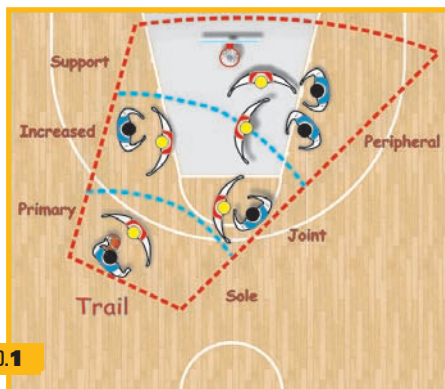 Support
Increased
Peripheral
Primary
Joint
Sole
Trail
0.1